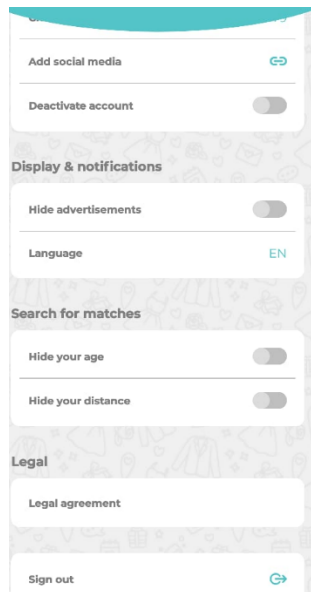 Add social media
Deactivate account
Display & notifications
Hide advertisements
Language EN
Search for matches
Hide your age
Hide your distance
Legal
Legal agreement
Sign out